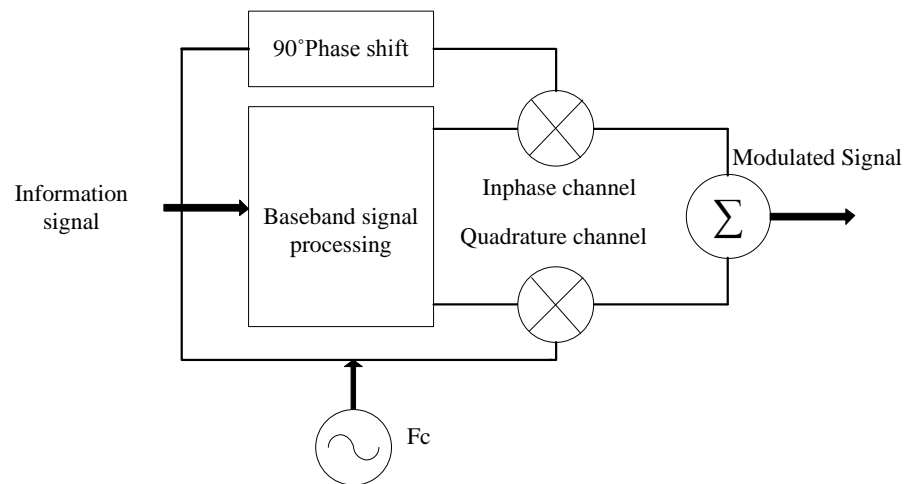 90˚Phase shift
Modulated Signal
Information
signal
Inphase channel
Baseband signal
processing
Quadrature channel
∑
Fc